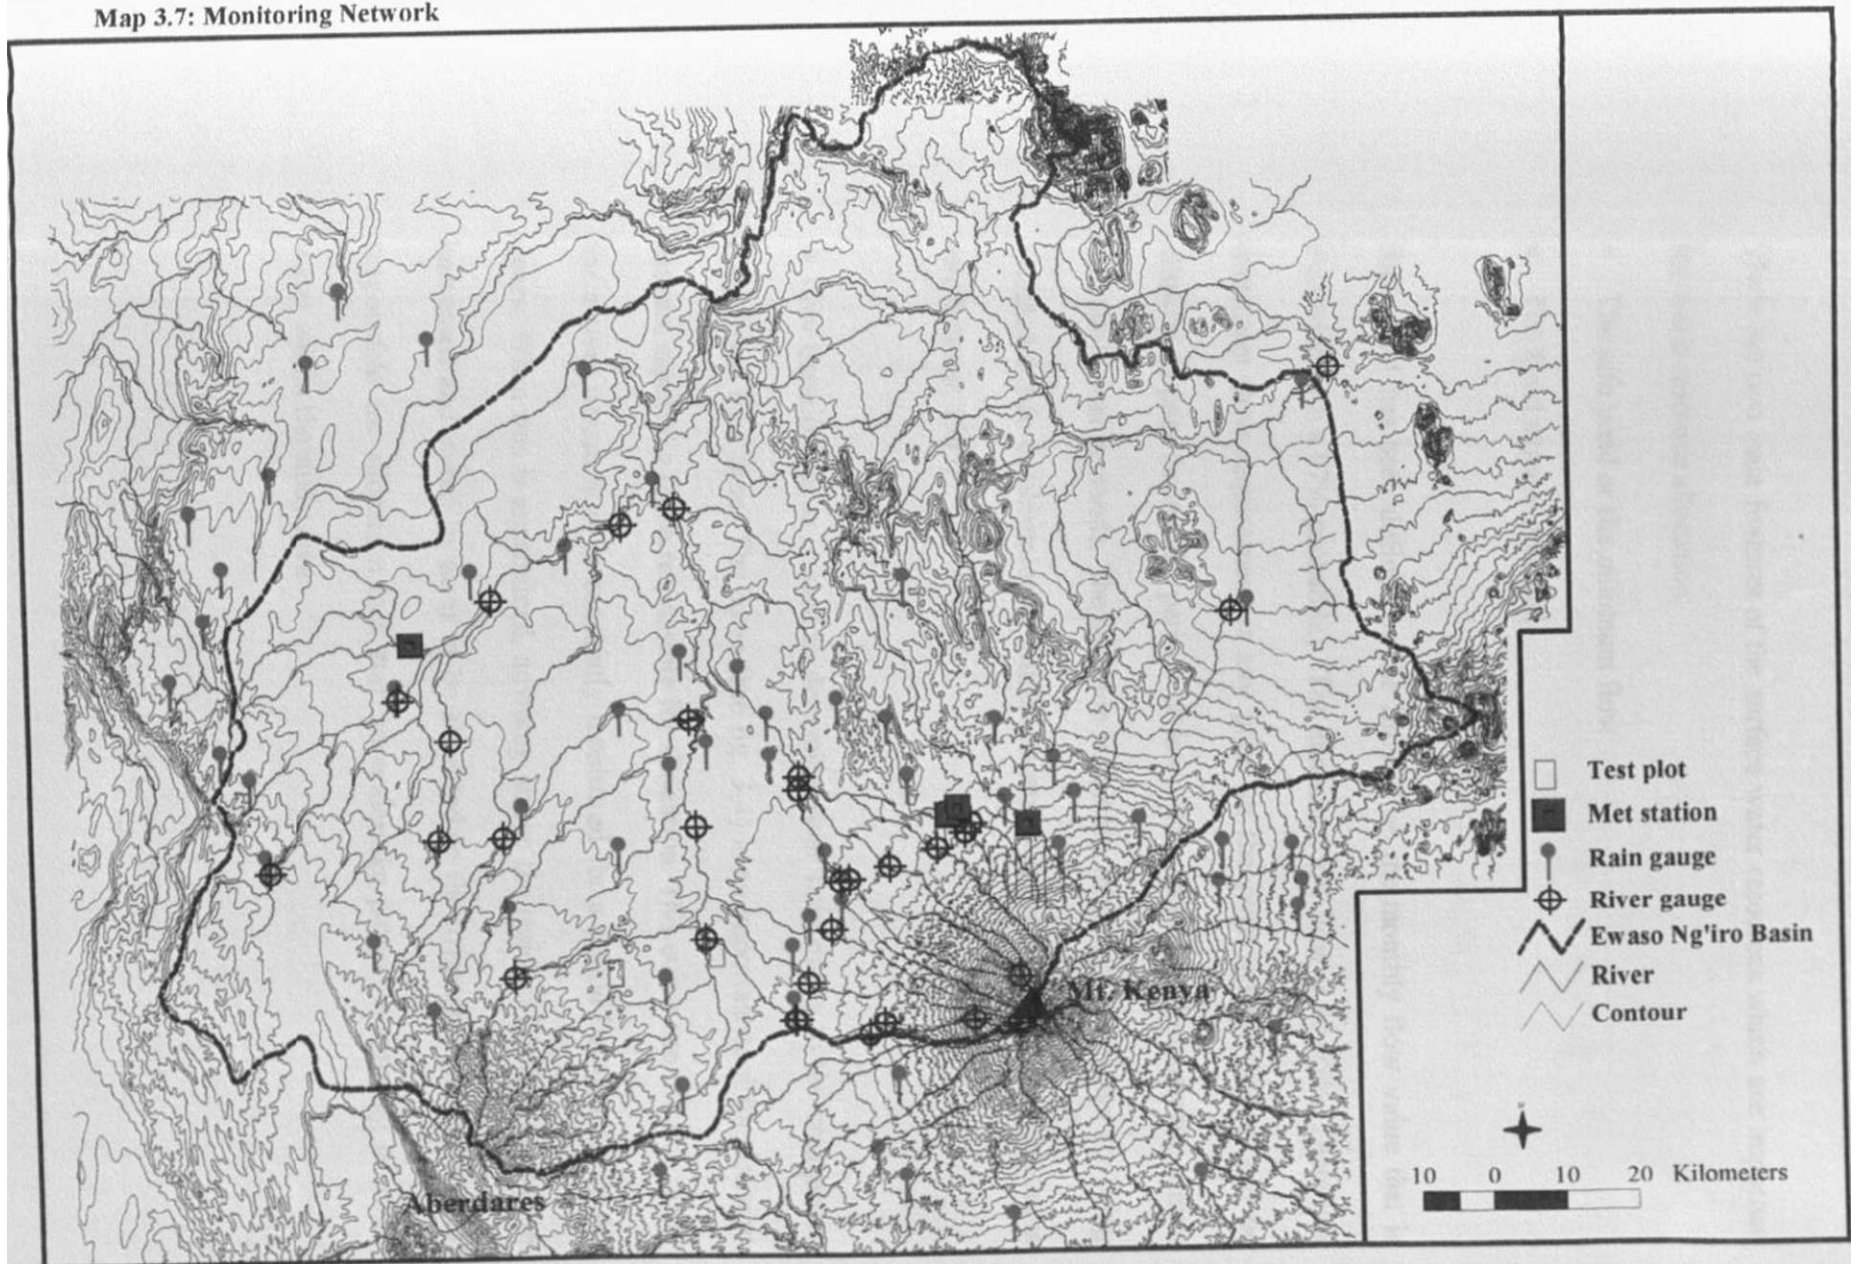 Map 3.7: Monitoring Network
Mt. Kenya
Aberdares
Test plot
Met station
Rain gauge
River gauge
Ewaso Ng'iro Basin
River
Contour
10 0 10 20 Kilometers